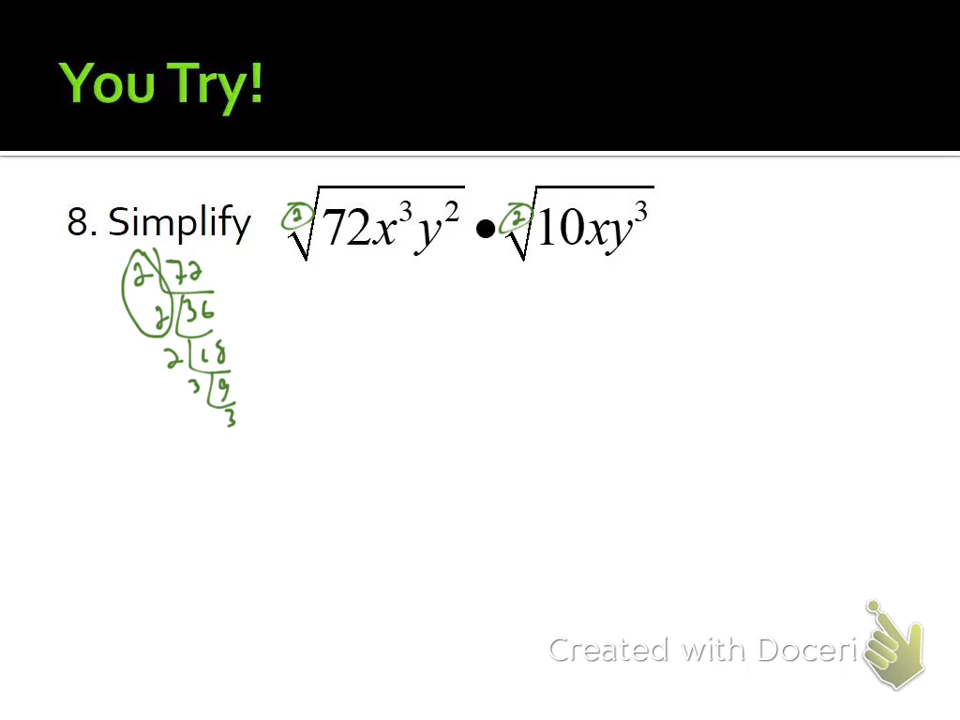 You Try!
8. Simplify ²√72x³y² • ²√10xy³
2 72
2 36
2 18
3 9
3
Created with Doceri